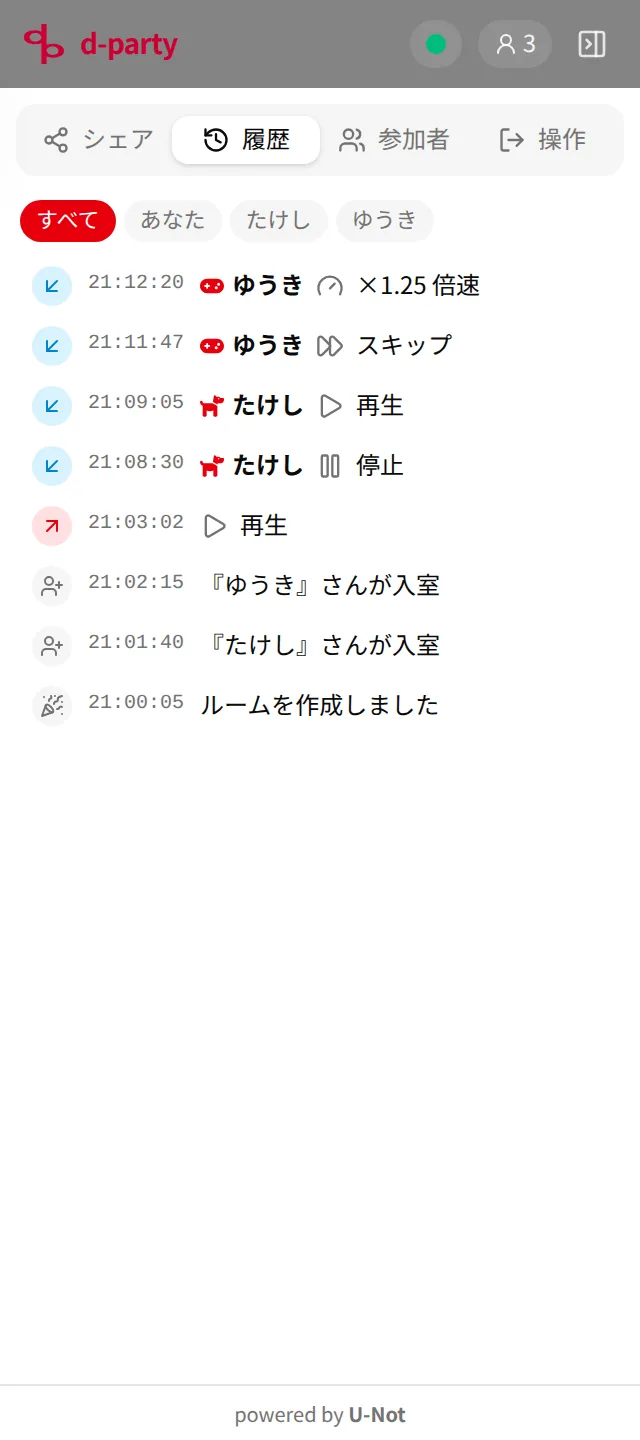 d-party
3
シェア 履歴 参加者 操作
すべて あなた たけし ゆうき
21:12:20 ゆうき ×1.25 倍速
21:11:47 ゆうき スキップ
21:09:05 たけし 再生
21:08:30 たけし 停止
21:03:02 再生
21:02:15 『ゆうき』さんが入室
21:01:40 『たけし』さんが入室
21:00:05 ルームを作成しました
powered by U-Not